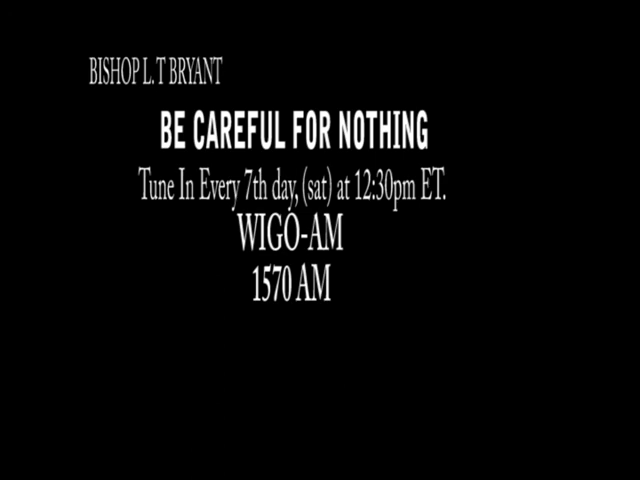 BISHOP L. T BRYANT
BE CAREFUL FOR NOTHING
Tune In Every 7th day, (sat) at 12:30pm ET.
WIGO-AM
1570 AM